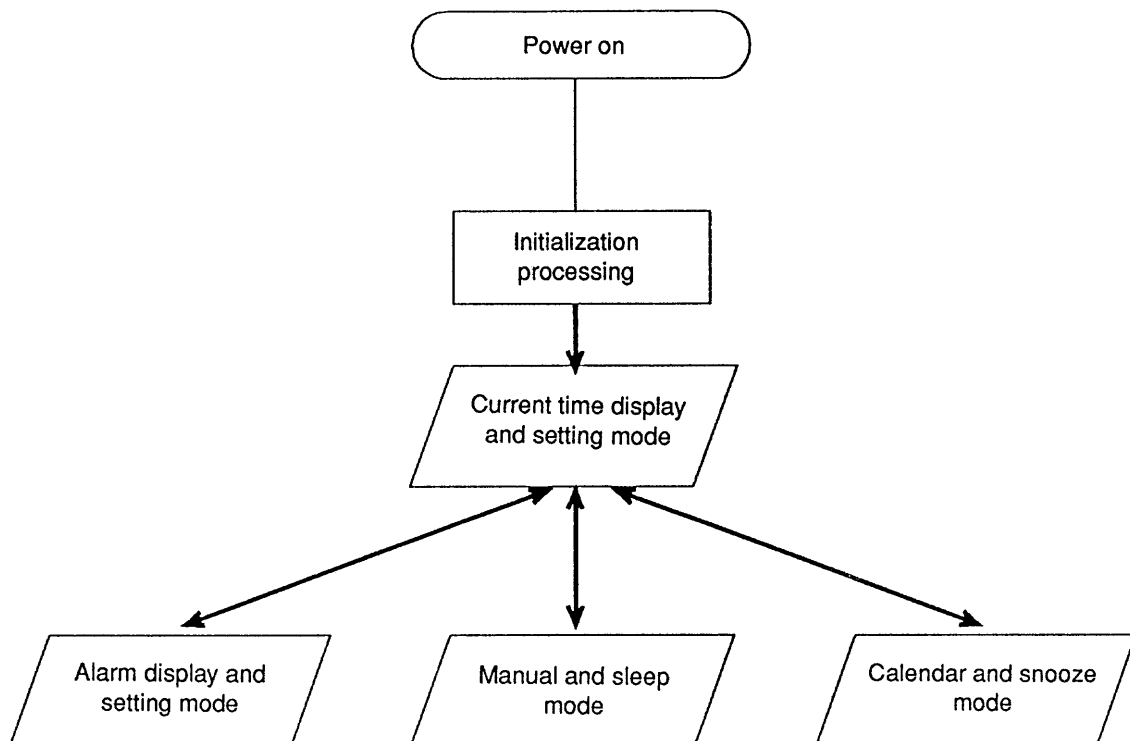 Power on
Initialization
processing
Current time display
and setting mode
Alarm display and
setting mode
Manual and sleep
mode
Calendar and snooze
mode